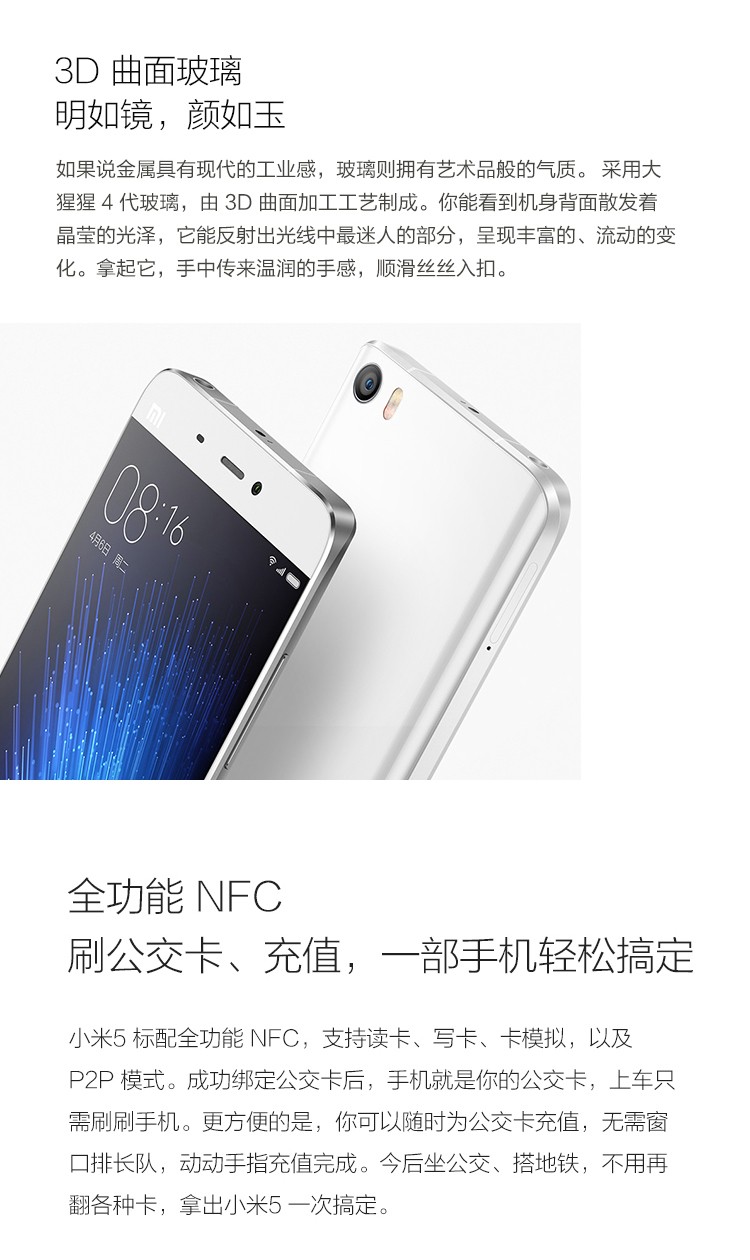 3D 曲面玻璃
明如镜，颜如玉
如果说金属具有现代的工业感，玻璃则拥有艺术品般的气质。 采用大
猩猩 4 代玻璃，由 3D 曲面加工工艺制成。你能看到机身背面散发着
晶莹的光泽，它能反射出光线中最迷人的部分，呈现丰富的、流动的变
化。拿起它，手中传来温润的手感，顺滑丝丝入扣。
MI
08:16
4月6日 周二
全功能 NFC
刷公交卡、充值，一部手机轻松搞定
小米5 标配全功能 NFC，支持读卡、写卡、卡模拟，以及
P2P 模式。成功绑定公交卡后，手机就是你的公交卡，上车只
需刷刷手机。更方便的是，你可以随时为公交卡充值，无需窗
口排长队，动动手指充值完成。今后坐公交、搭地铁，不用再
翻各种卡，拿出小米5 一次搞定。